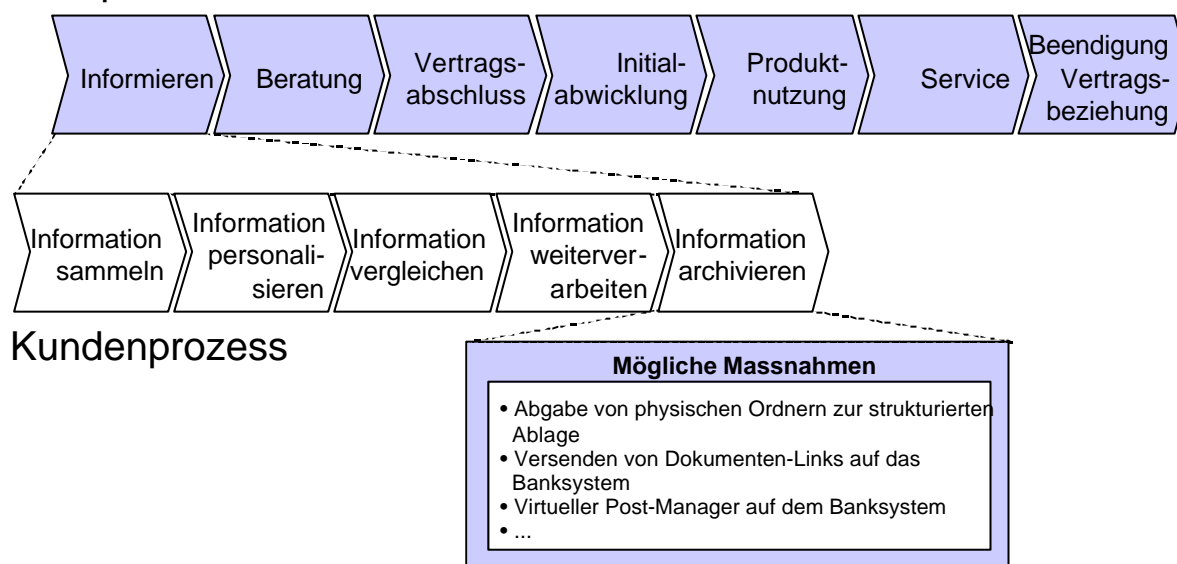 Informieren
Beratung
Vertrags-
abschluss
Initial-
abwicklung
Produkt-
nutzung
Service
Beendigung
Vertrags-
beziehung
Information
sammeln
Information
personali-
sieren
Information
vergleichen
Information
weiterver-
arbeiten
Information
archivieren
Kundenprozess
Mögliche Massnahmen
• Abgabe von physischen Ordnern zur strukturierten
Ablage
• Versenden von Dokumenten-Links auf das
Banksystem
• Virtueller Post-Manager auf dem Banksystem
• ...